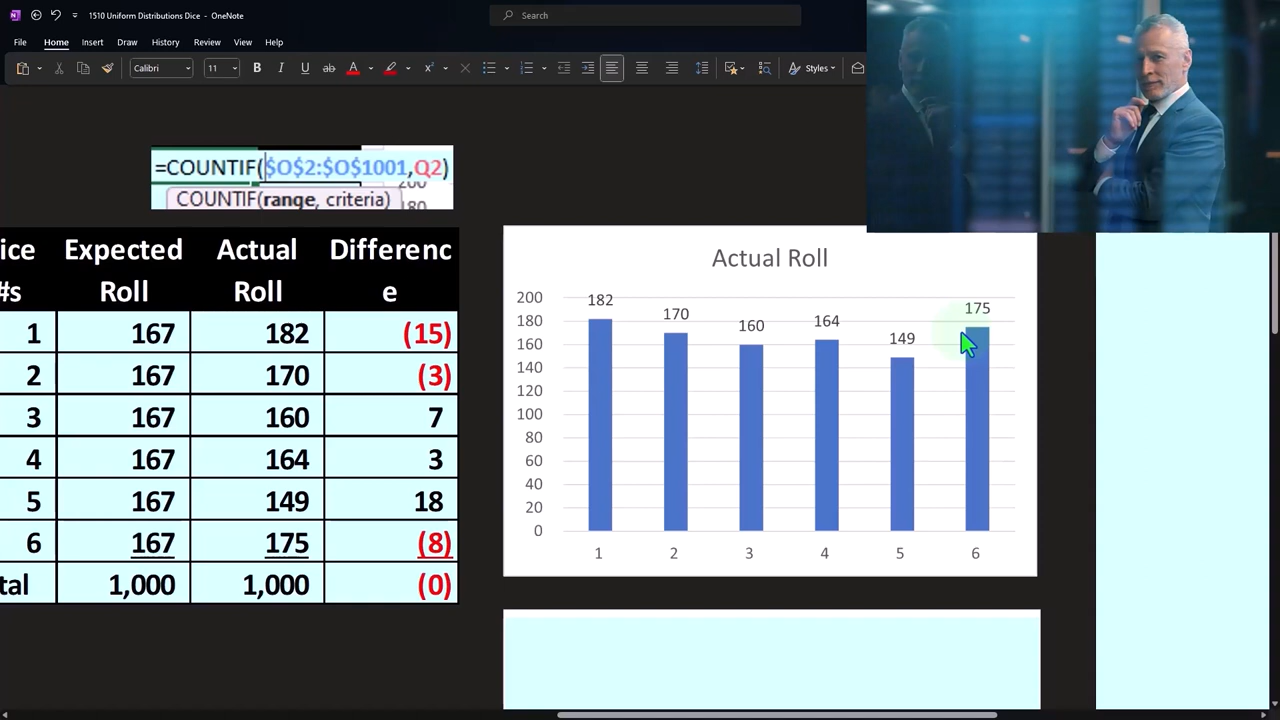 1510 Uniform Distributions Dice - OneNote
Search
File Home Insert Draw History Review View Help
Calibri 11 B I U ab A x² Styles
=COUNTIF($O$2:$O$1001,Q2)
COUNTIF(range, criteria)
200
180
ice Expected Actual Differenc
#s Roll Roll e
1 167 182 (15)
2 167 170 (3)
3 167 160 7
4 167 164 3
5 167 149 18
6 167 175 (8)
tal 1,000 1,000 (0)
Actual Roll
200
180
160
140
120
100
80
60
40
20
0
182 170 160 164 149 175
1 2 3 4 5 6